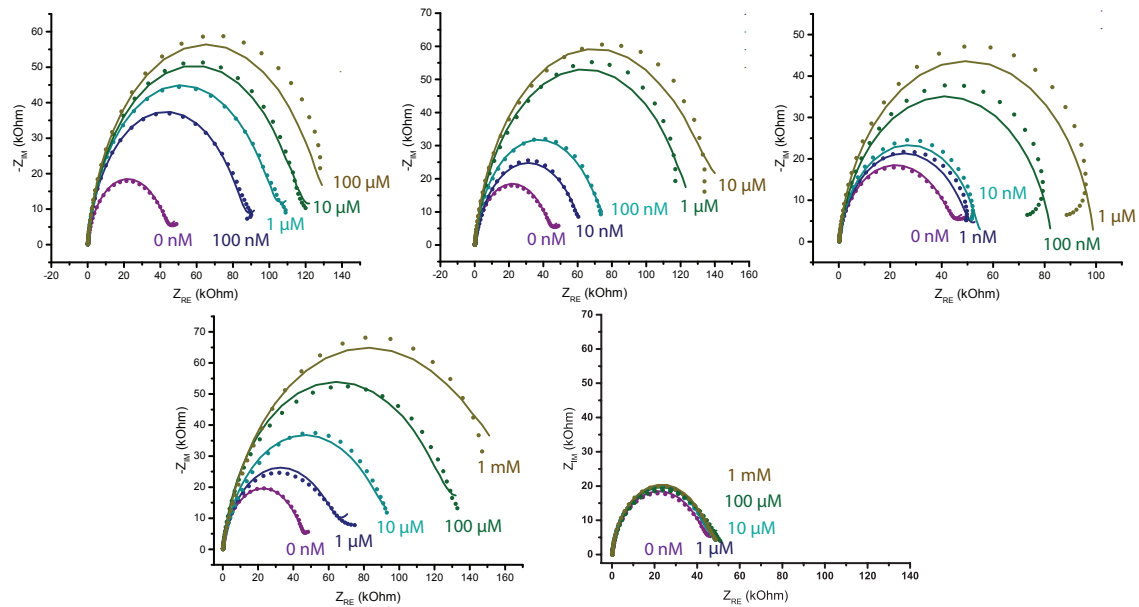 60
50
40
30
20
10
0
-Z_IM (kOhm)
-20 0 20 40 60 80 100 120 140
Z_RE (kOhm)
0 nM
100 nM
1 µM
10 µM
100 µM
70
60
50
40
30
20
10
0
-Z_IM (kOhm)
0 20 40 60 80 100 120 140 160
Z_RE (kOhm)
0 nM
10 nM
100 nM
1 µM
10 µM
50
40
30
20
10
0
-Z_IM (kOhm)
0 20 40 60 80 100
Z_RE (kOhm)
0 nM
1 nM
10 nM
100 nM
1 µM
70
60
50
40
30
20
10
0
-Z_IM (kOhm)
0 20 40 60 80 100 120 140 160
Z_RE (kOhm)
0 nM
1 µM
10 µM
100 µM
1 mM
70
60
50
40
30
20
10
0
Z_IM (kOhm)
0 20 40 60 80 100 120 140
Z_RE (kOhm)
1 mM
100 µM
10 µM
0 nM 1 µM